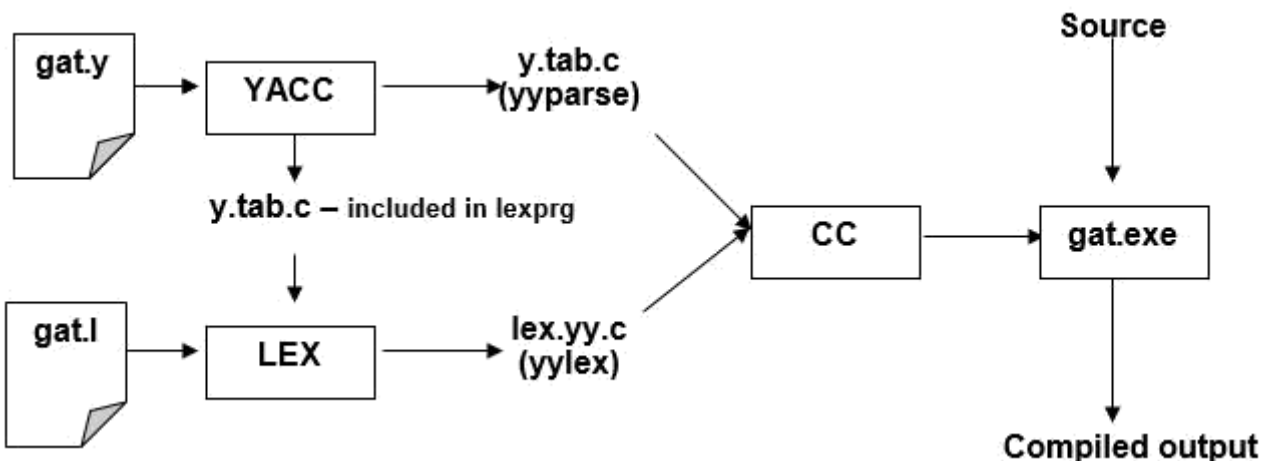 gat.y
YACC
y.tab.c
(yyparse)
Source
y.tab.c – included in lexprg
CC
gat.exe
gat.l
LEX
lex.yy.c
(yylex)
Compiled output